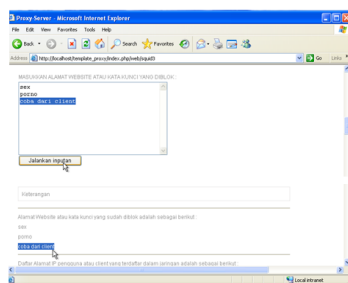 Proxy Server - Microsoft Internet Explorer
File Edit View Favorites Tools Help
Back Search Favorites
Address http://localhost/template_proxy/index.php/web/squid3 Go Links
MASUKKAN ALAMAT WEBSITE ATAU KATA KUNCI YANG DIBLOK:
sex
porno
coba dari client
Jalankan inputan
Keterangan
Alamat Website atau kata kunci yang sudah diblok adalah sebagai berikut:
sex
porno
coba dari client
Daftar Alamat IP pengguna atau client yang terdaftar dalam jaringan adalah sebagai berikut:
Local intranet